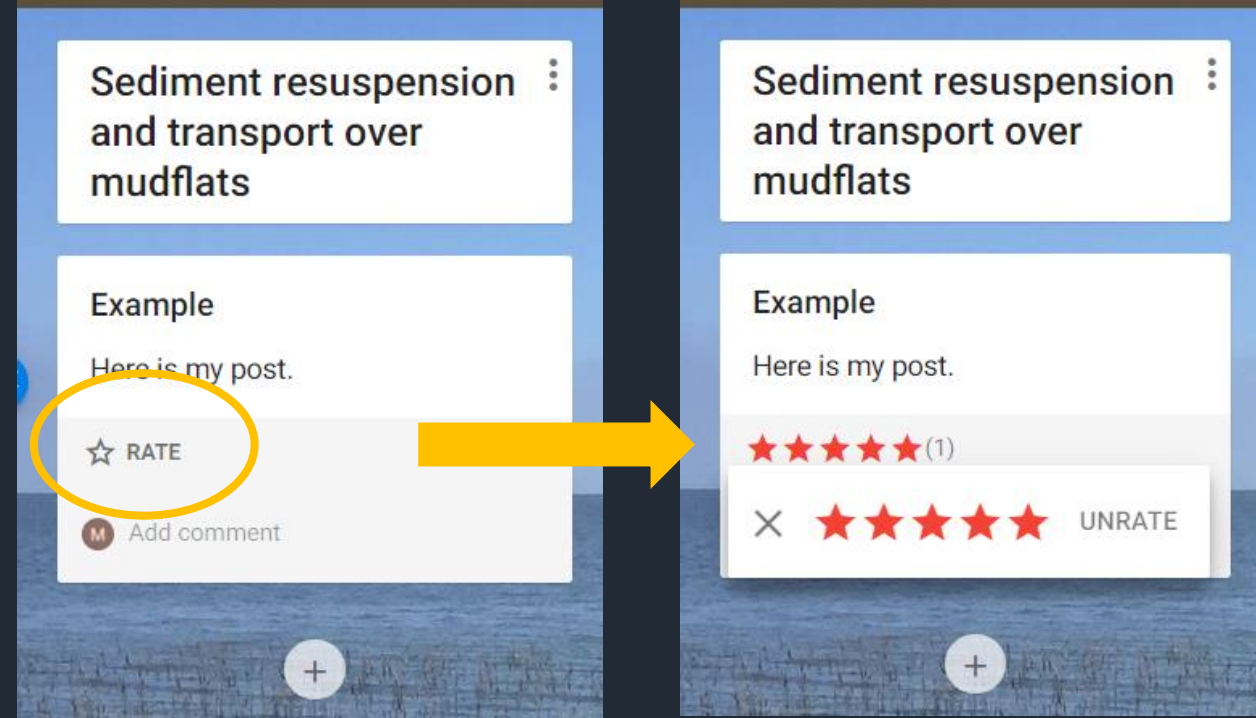 Sediment resuspension
and transport over
mudflats
Example
Here is my post.
RATE
M Add comment
+
Sediment resuspension
and transport over
mudflats
Example
Here is my post.
(1)
UNRATE
+